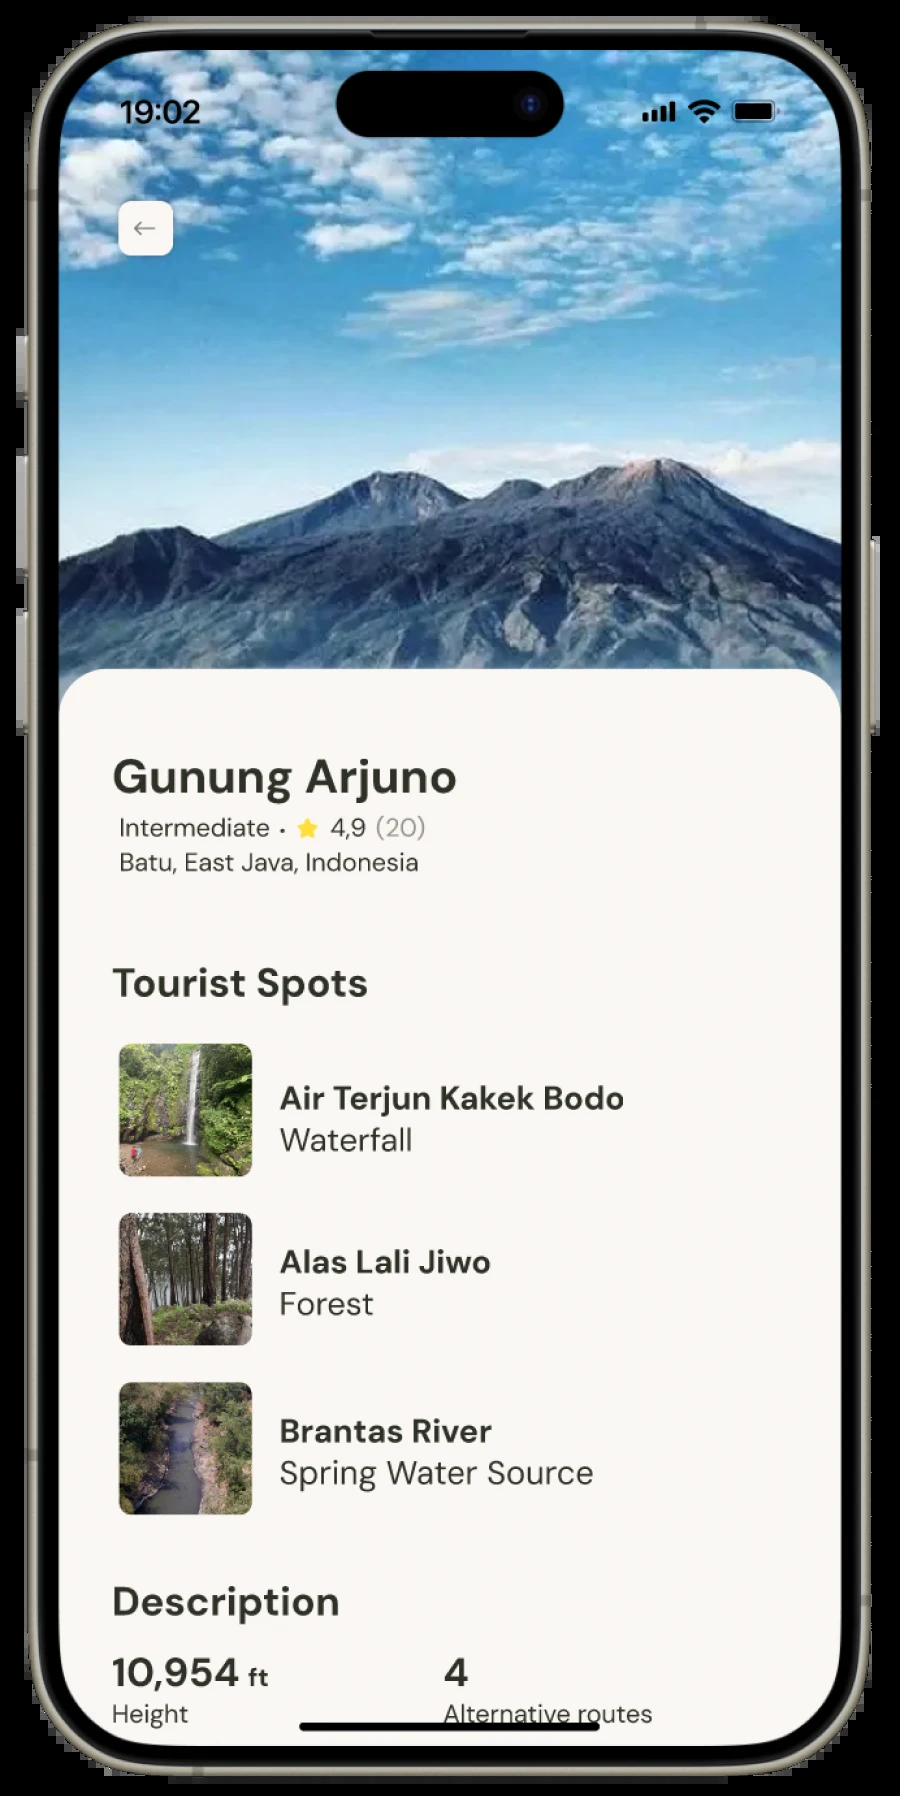 19:02
Gunung Arjuno
Intermediate · ⭐ 4,9 (20)
Batu, East Java, Indonesia
Tourist Spots
Air Terjun Kakek Bodo
Waterfall
Alas Lali Jiwo
Forest
Brantas River
Spring Water Source
Description
10,954 ft
Height
4
Alternative routes